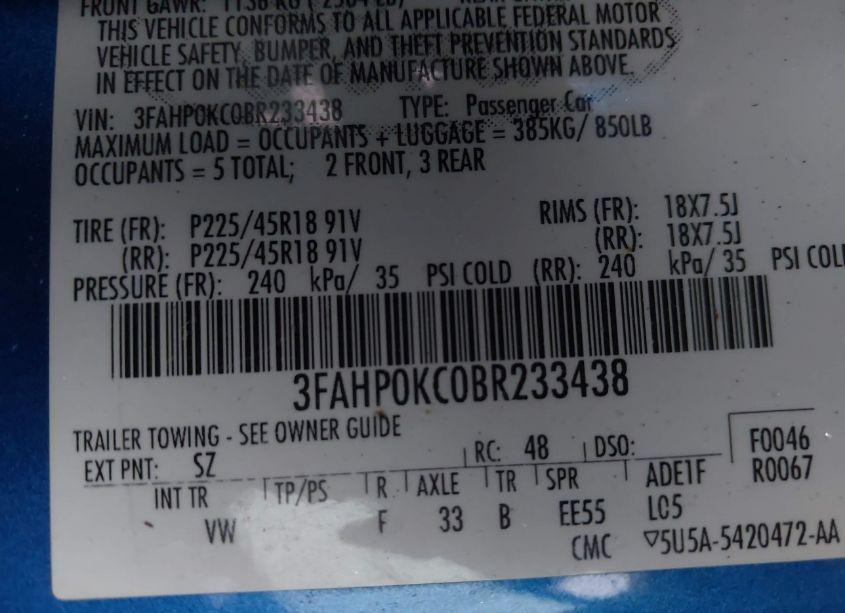 FRONT GAWR:
THIS VEHICLE CONFORMS TO ALL APPLICABLE FEDERAL MOTOR
VEHICLE SAFETY, BUMPER, AND THEFT PREVENTION STANDARDS
IN EFFECT ON THE DATE OF MANUFACTURE SHOWN ABOVE.
VIN: 3FAHP0KC0BR233438 TYPE: Passenger Car
MAXIMUM LOAD = OCCUPANTS + LUGGAGE = 385KG/ 850LB
OCCUPANTS = 5 TOTAL; 2 FRONT, 3 REAR
TIRE (FR): P225/45R18 91V RIMS (FR): 18X7.5J
(RR): P225/45R18 91V (RR): 18X7.5J
PRESSURE (FR): 240 kPa/ 35 PSI COLD (RR): 240 kPa/ 35 PSI COLD
3FAHP0KC0BR233438
TRAILER TOWING - SEE OWNER GUIDE
EXT PNT: SZ RC: 48 DSO: F0046
INT TR TP/PS R AXLE TR SPR ADE1F R0067
VW F 33 B EE55 LC5
CMC ▽5U5A-5420472-AA